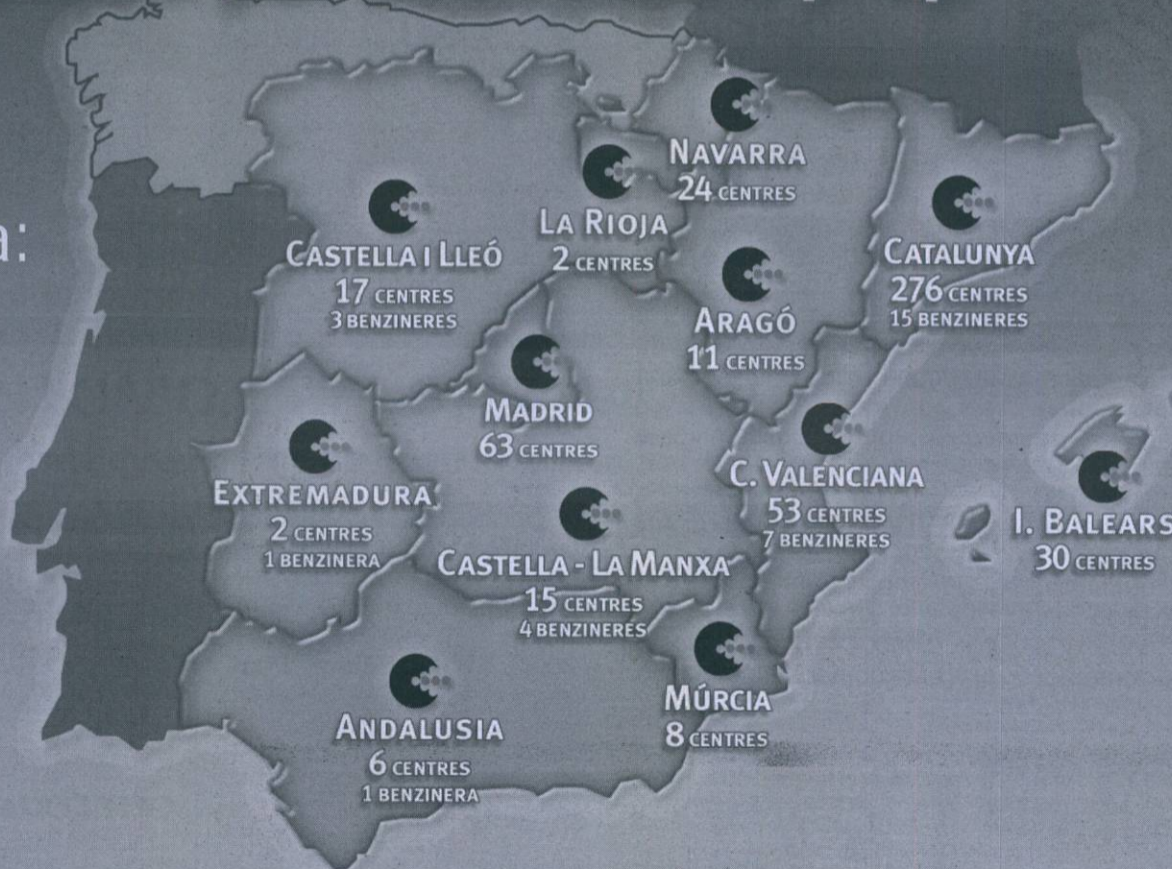 a:
NAVARRA
24 CENTRES
LA RIOJA
2 CENTRES
CASTELLA I LLEÓ
17 CENTRES
3 BENZINERES
CATALUNYA
276 CENTRES
15 BENZINERES
ARAGÓ
11 CENTRES
MADRID
63 CENTRES
EXTREMADURA
2 CENTRES
1 BENZINERA
C. VALENCIANA
53 CENTRES
7 BENZINERES
I. BALEARS
30 CENTRES
CASTELLA - LA MANXA
15 CENTRES
4 BENZINERES
MÚRCIA
8 CENTRES
ANDALUSIA
6 CENTRES
1 BENZINERA